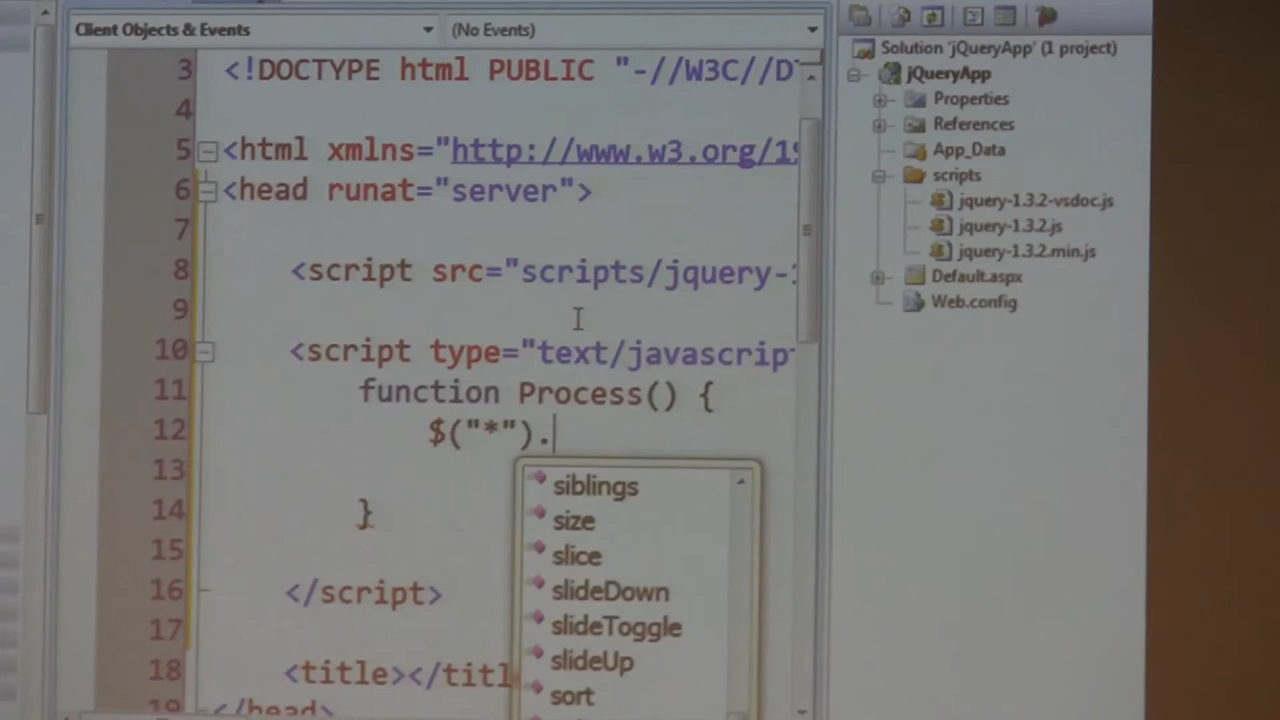 Client Objects & Events
(No Events)
3 <!DOCTYPE html PUBLIC "-//W3C//D
4
5 <html xmlns="http://www.w3.org/19
6 <head runat="server">
7
8 <script src="scripts/jquery-1
9
10 <script type="text/javascrip
11 function Process() {
12 $("*").
13
14 }
15
16 </script>
17
18 <title></titl
19 </head>
siblings
size
slice
slideDown
slideToggle
slideUp
sort
Solution 'jQueryApp' (1 project)
jQueryApp
Properties
References
App_Data
scripts
jquery-1.3.2-vsdoc.js
jquery-1.3.2.js
jquery-1.3.2.min.js
Default.aspx
Web.config